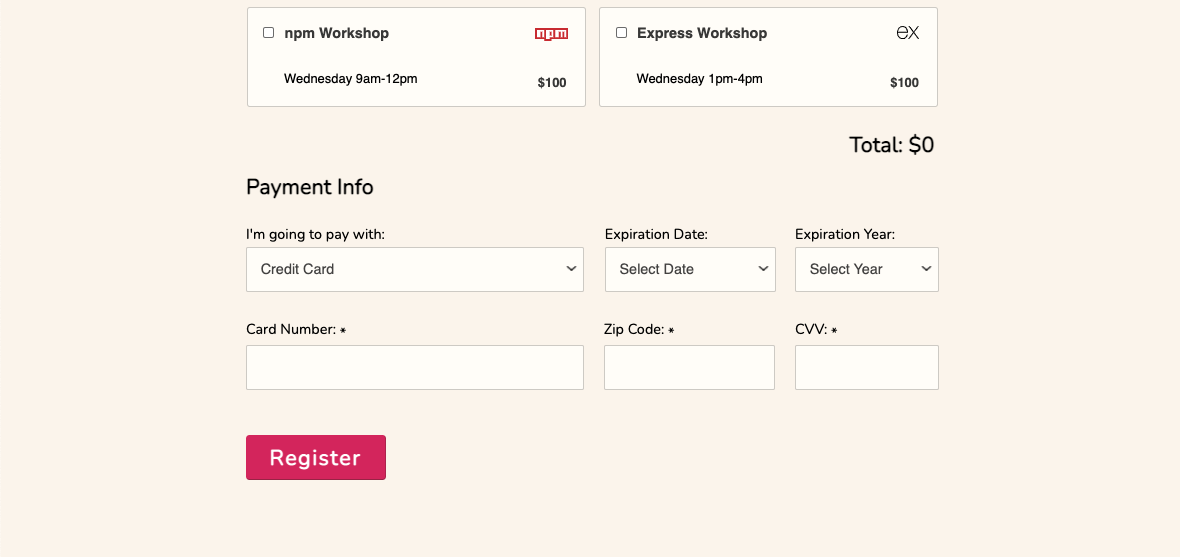 npm Workshop
npm
Wednesday 9am-12pm
$100
Express Workshop
ex
Wednesday 1pm-4pm
$100
Total: $0
Payment Info
I'm going to pay with:
Credit Card
Expiration Date:
Select Date
Expiration Year:
Select Year
Card Number: *
Zip Code: *
CVV: *
Register